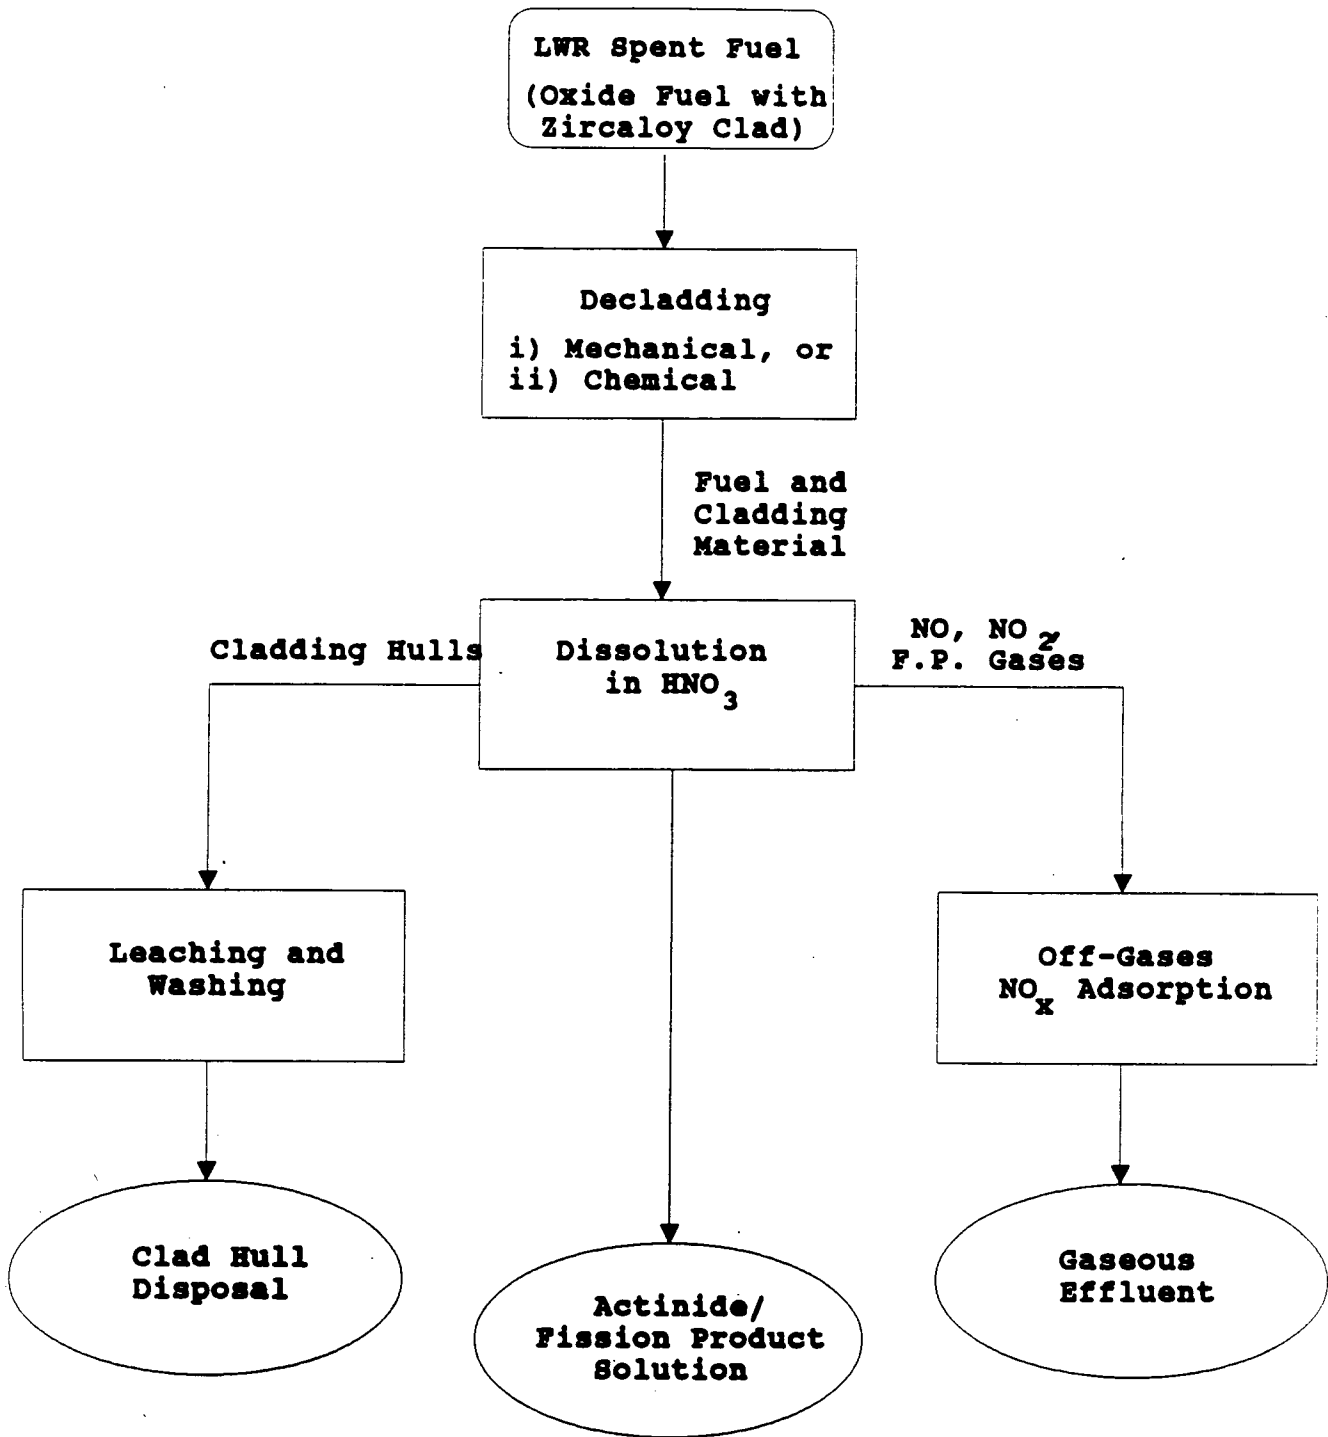 LWR Spent Fuel
(Oxide Fuel with
Zircaloy Clad)
Decladding
i) Mechanical, or
ii) Chemical
Fuel and
Cladding
Material
Cladding Hulls
Dissolution
in HNO3
NO, NO2,
F.P. Gases
Leaching and
Washing
Off-Gases
NOx Adsorption
Clad Hull
Disposal
Actinide/
Fission Product
Solution
Gaseous
Effluent